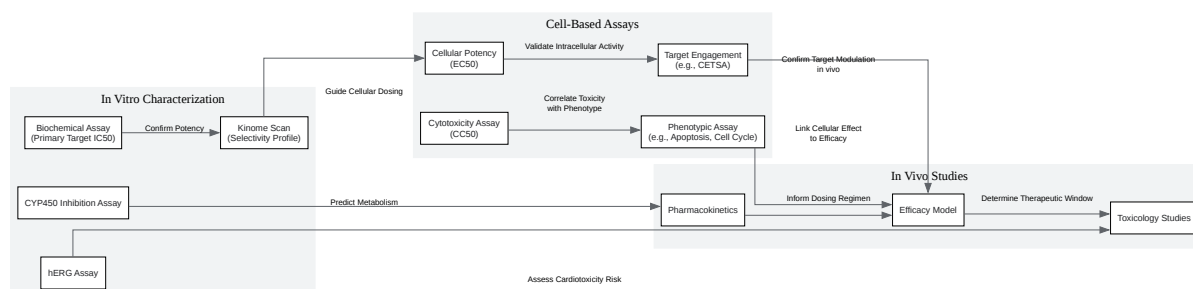 Cell-Based Assays
Cellular Potency
(EC50)
Validate Intracellular Activity
Target Engagement
(e.g., CETSA)
Confirm Target Modulation
in vivo
Guide Cellular Dosing
Correlate Toxicity
with Phenotype
Cytotoxicity Assay
(CC50)
Phenotypic Assay
(e.g., Apoptosis, Cell Cycle)
Link Cellular Effect
to Efficacy
In Vitro Characterization
Biochemical Assay
(Primary Target IC50)
Confirm Potency
Kinome Scan
(Selectivity Profile)
CYP450 Inhibition Assay
Predict Metabolism
hERG Assay
Assess Cardiotoxicity Risk
In Vivo Studies
Pharmacokinetics
Inform Dosing Regimen
Efficacy Model
Determine Therapeutic Window
Toxicology Studies